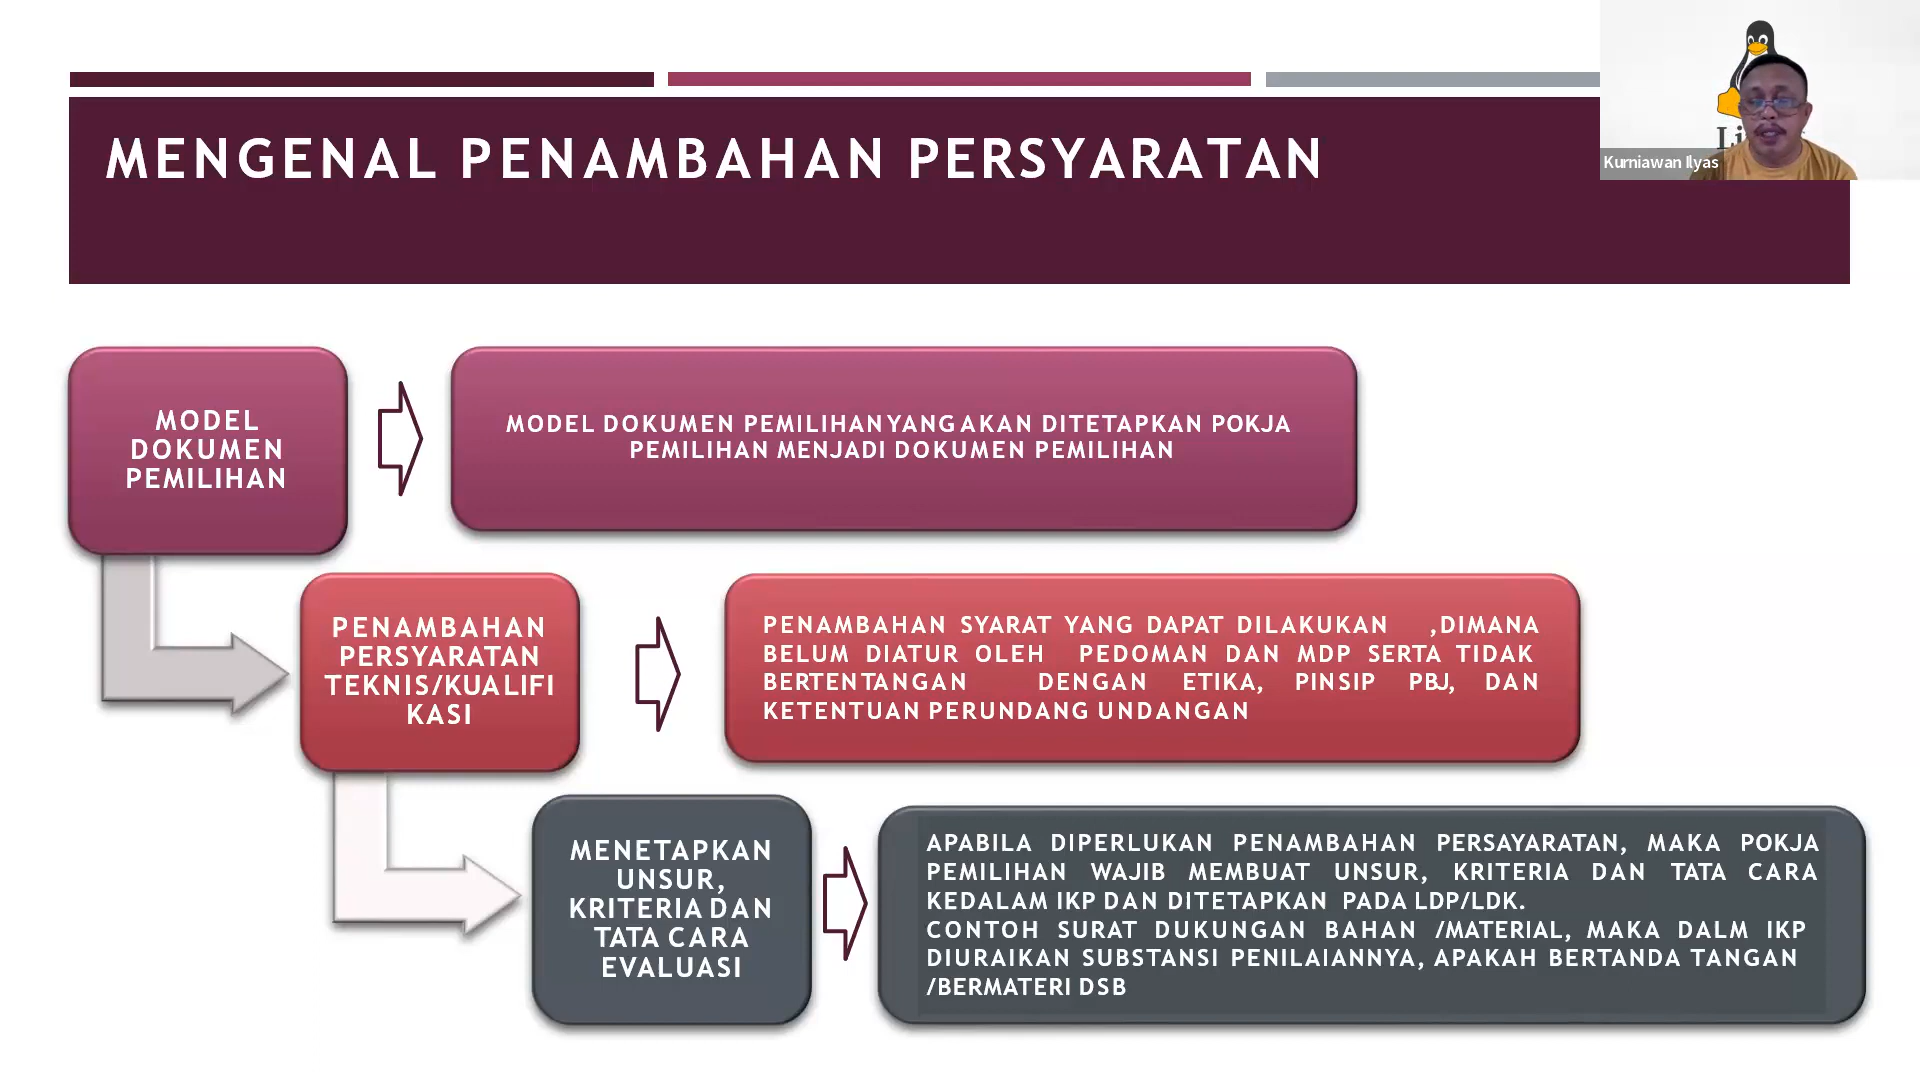 MENGENAL PENAMBAHAN PERSYARATAN
Kurniawan Ilyas
MODEL
DOKUMEN
PEMILIHAN
MODEL DOKUMEN PEMILIHAN YANG AKAN DITETAPKAN POKJA
PEMILIHAN MENJADI DOKUMEN PEMILIHAN
PENAMBAHAN
PERSYARATAN
TEKNIS/KUALIFI
KASI
PENAMBAHAN SYARAT YANG DAPAT DILAKUKAN ,DIMANA
BELUM DIATUR OLEH PEDOMAN DAN MDP SERTA TIDAK
BERTENTANGAN DENGAN ETIKA, PINSIP PBJ, DAN
KETENTUAN PERUNDANG UNDANGAN
MENETAPKAN
UNSUR,
KRITERIA DAN
TATA CARA
EVALUASI
APABILA DIPERLUKAN PENAMBAHAN PERSAYARATAN, MAKA POKJA
PEMILIHAN WAJIB MEMBUAT UNSUR, KRITERIA DAN TATA CARA
KEDALAM IKP DAN DITETAPKAN PADA LDP/LDK.
CONTOH SURAT DUKUNGAN BAHAN /MATERIAL, MAKA DALM IKP
DIURAIKAN SUBSTANSI PENILAIANNYA, APAKAH BERTANDA TANGAN
/BERMATERI DSB